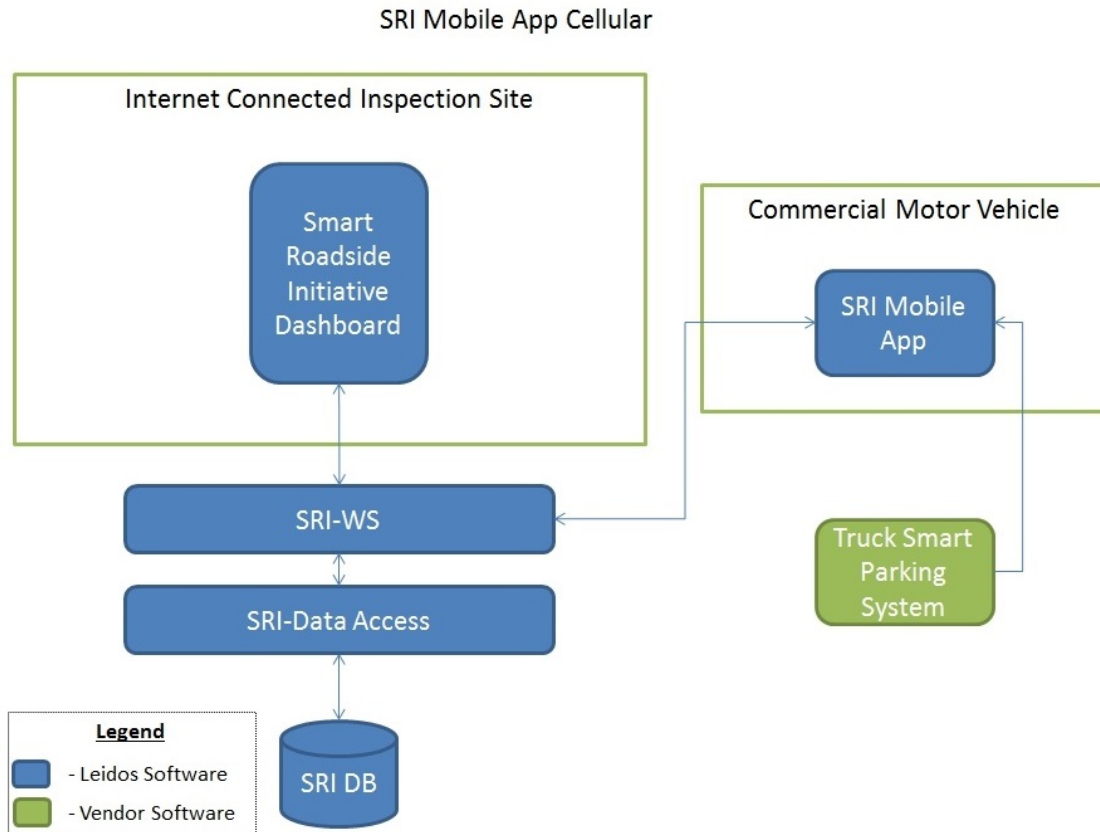 SRI Mobile App Cellular
Internet Connected Inspection Site
Smart
Roadside
Initiative
Dashboard
Commercial Motor Vehicle
SRI Mobile
App
SRI-WS
Truck Smart
Parking
System
SRI-Data Access
SRI DB
Legend
- Leidos Software
- Vendor Software